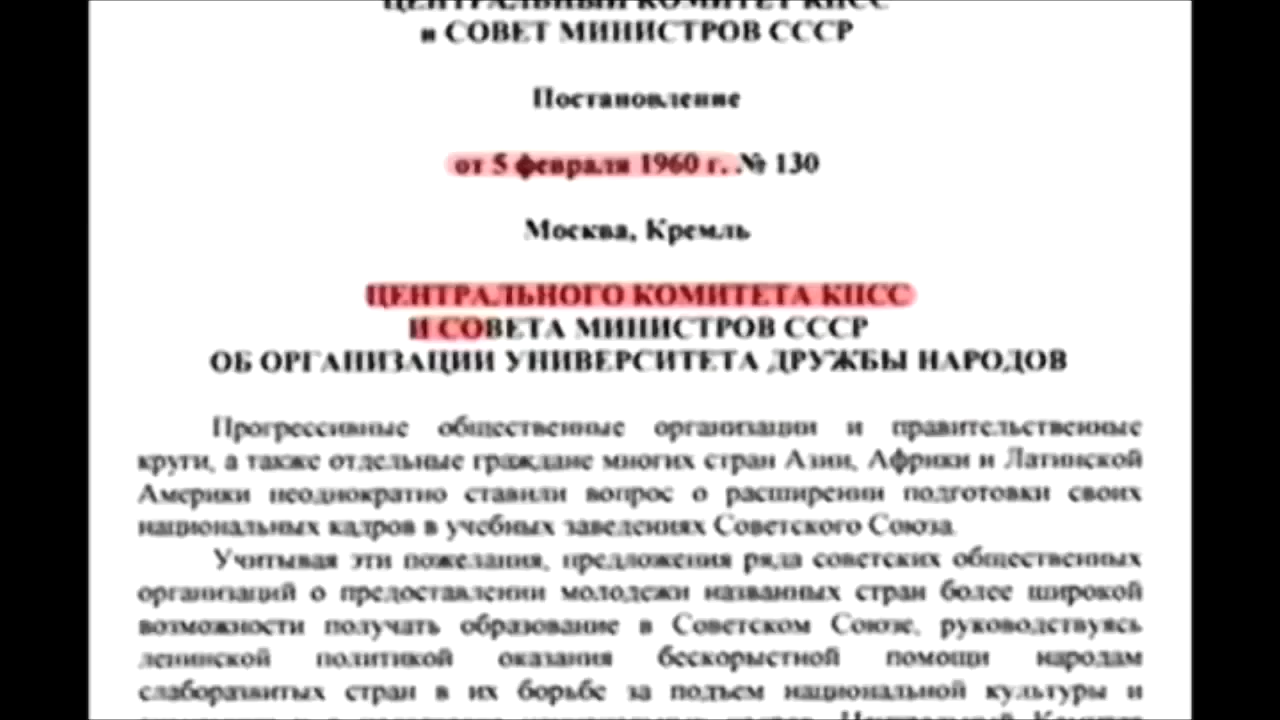 ЦЕНТРАЛЬНЫЙ КОМИТЕТ КПСС
и СОВЕТ МИНИСТРОВ СССР
Постановление
от 5 февраля 1960 г. № 130
Москва, Кремль
ЦЕНТРАЛЬНОГО КОМИТЕТА КПСС
И СОВЕТА МИНИСТРОВ СССР
ОБ ОРГАНИЗАЦИИ УНИВЕРСИТЕТА ДРУЖБЫ НАРОДОВ
Прогрессивные общественные организации и правительственные
круги, а также отдельные граждане многих стран Азии, Африки и Латинской
Америки неоднократно ставили вопрос о расширении подготовки своих
национальных кадров в учебных заведениях Советского Союза.
Учитывая эти пожелания, предложения ряда советских общественных
организаций о предоставлении молодежи названных стран более широкой
возможности получать образование в Советском Союзе, руководствуясь
ленинской политикой оказания бескорыстной помощи народам
слаборазвитых стран в их борьбе за подъем национальной культуры и